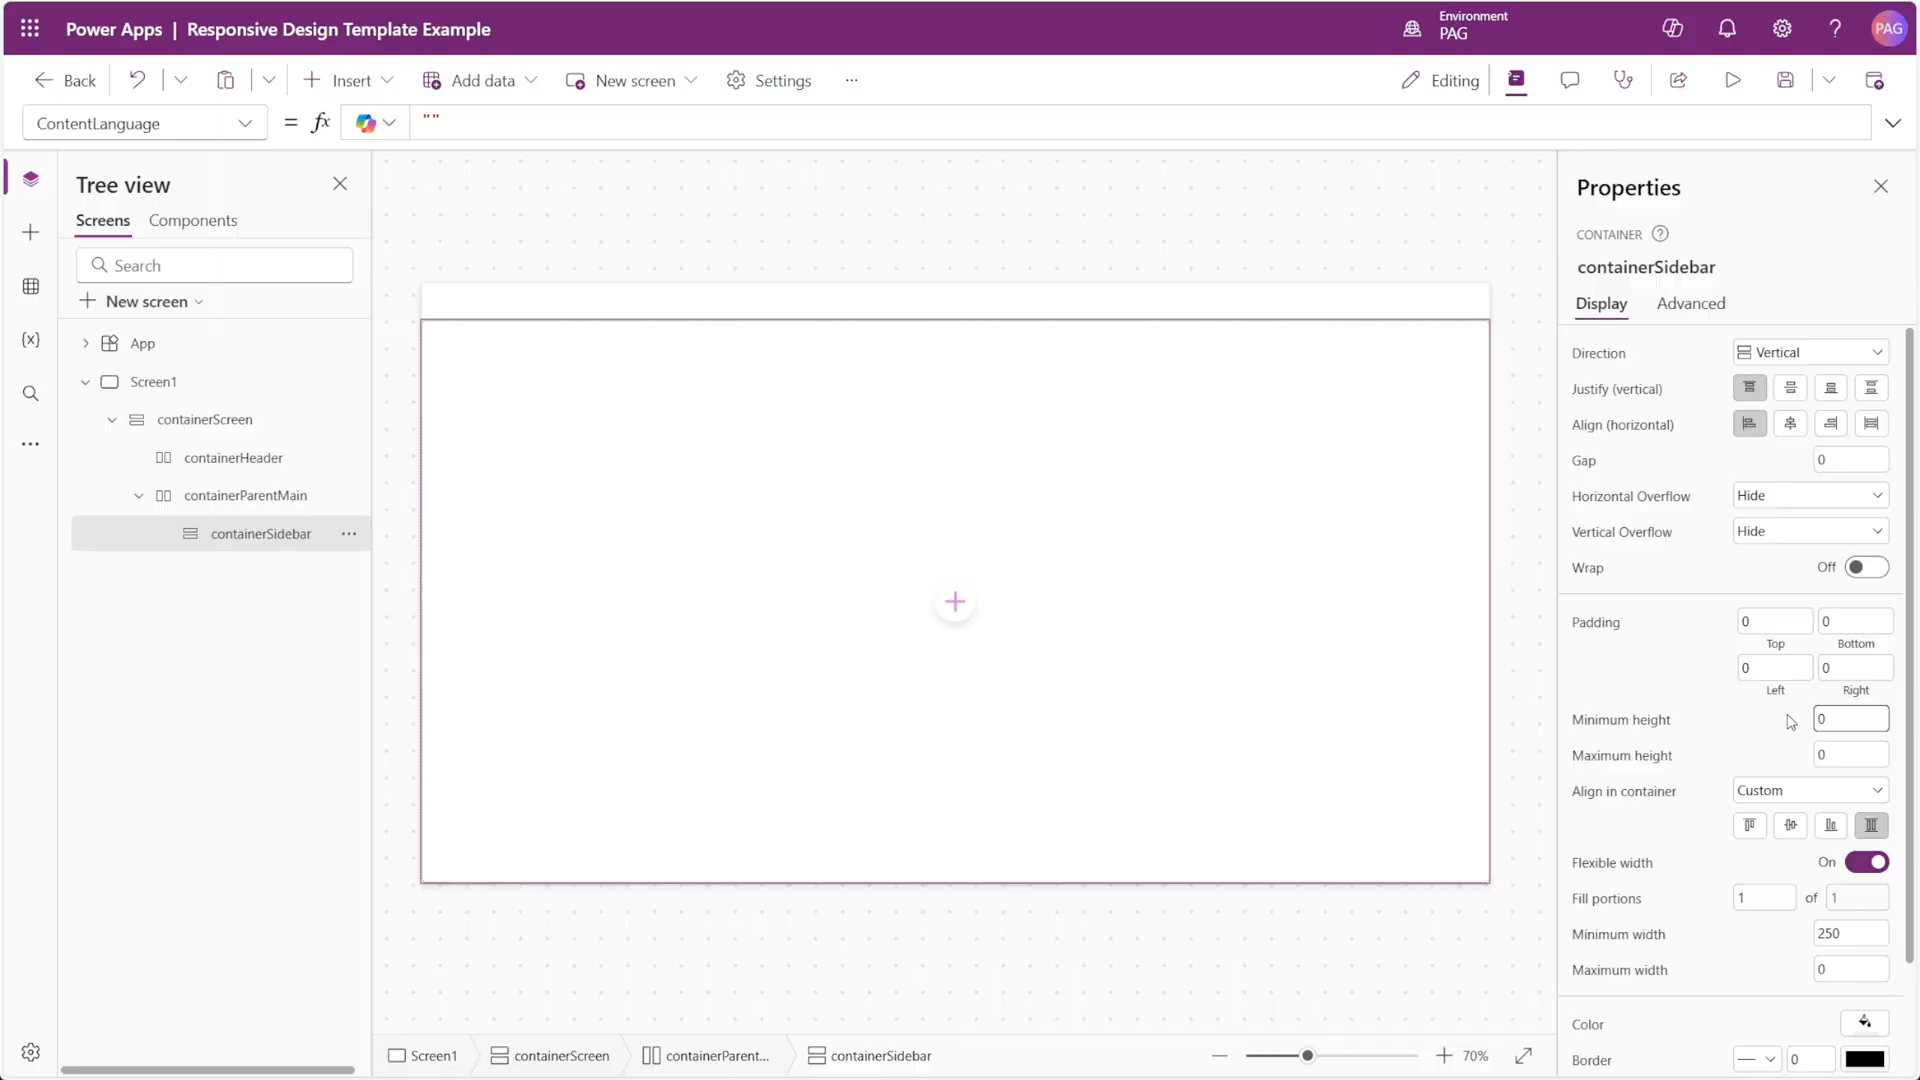 Power Apps | Responsive Design Template Example
Environment
PAG
PAG
Back
Insert
Add data
New screen
Settings
...
Editing
ContentLanguage
= fx
""
Tree view
Screens
Components
Search
New screen
App
Screen1
containerScreen
containerHeader
containerParentMain
containerSidebar
...
Properties
CONTAINER
containerSidebar
Display
Advanced
Direction
Vertical
Justify (vertical)
Align (horizontal)
Gap
0
Horizontal Overflow
Hide
Vertical Overflow
Hide
Wrap
Off
Padding
0
0
Top
Bottom
0
0
Left
Right
Minimum height
0
Maximum height
0
Align in container
Custom
Flexible width
On
Fill portions
1 of 1
Minimum width
250
Maximum width
0
Color
Border
0
Screen1
containerScreen
containerParent...
containerSidebar
70%